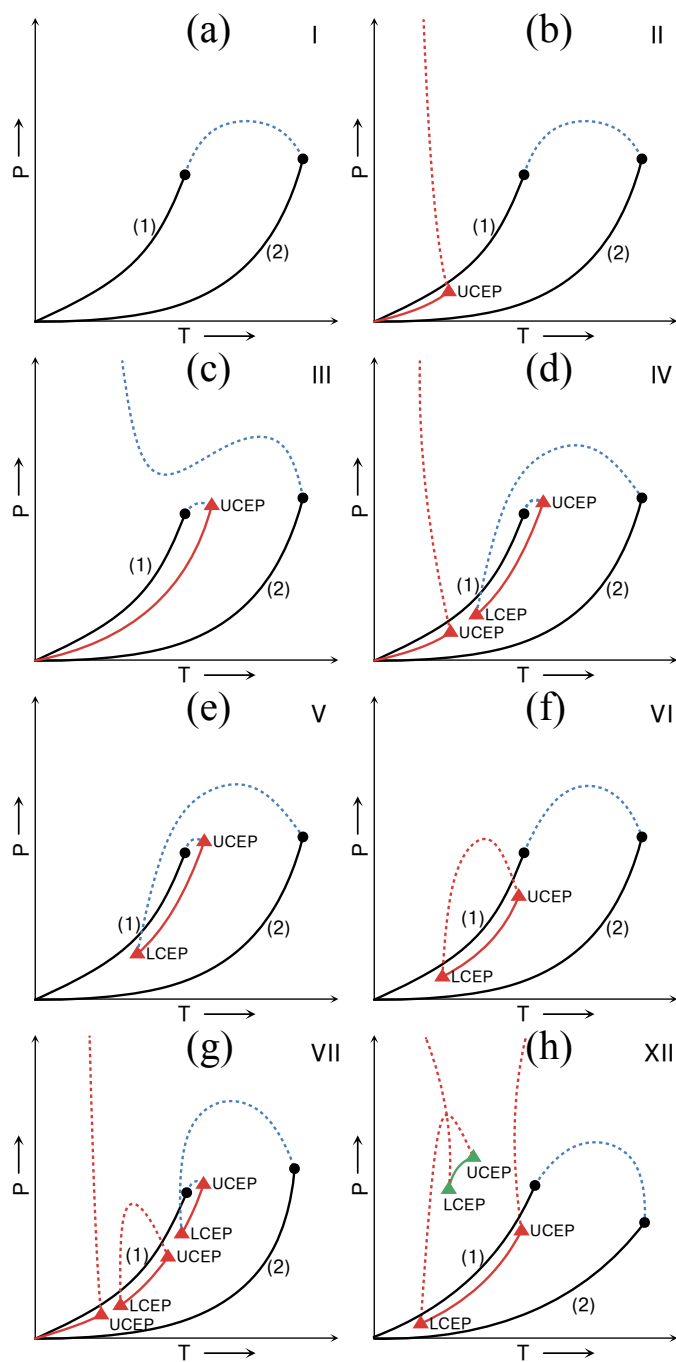 (a) I
P
(1)
(2)
T
(b) II
P
(1)
(2)
UCEP
T
(c) III
P
UCEP
(1)
(2)
T
(d) IV
P
UCEP
(1)
LCEP
UCEP
(2)
T
(e) V
P
UCEP
(1)
LCEP
(2)
T
(f) VI
P
UCEP
(1)
LCEP
(2)
T
(g) VII
P
UCEP
LCEP
(1)
UCEP
LCEP
UCEP
(2)
T
(h) XII
P
UCEP
LCEP
UCEP
(1)
LCEP
(2)
T